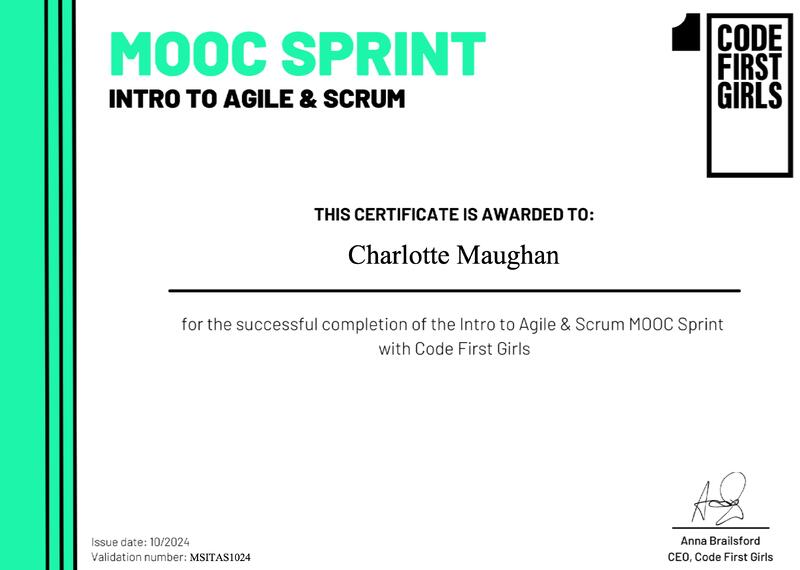 MOOC SPRINT
INTRO TO AGILE & SCRUM
1
CODE
FIRST
GIRLS
THIS CERTIFICATE IS AWARDED TO:
Charlotte Maughan
for the successful completion of the Intro to Agile & Scrum MOOC Sprint
with Code First Girls
Issue date: 10/2024
Validation number: MSITAS1024
Anna Brailsford
CEO, Code First Girls